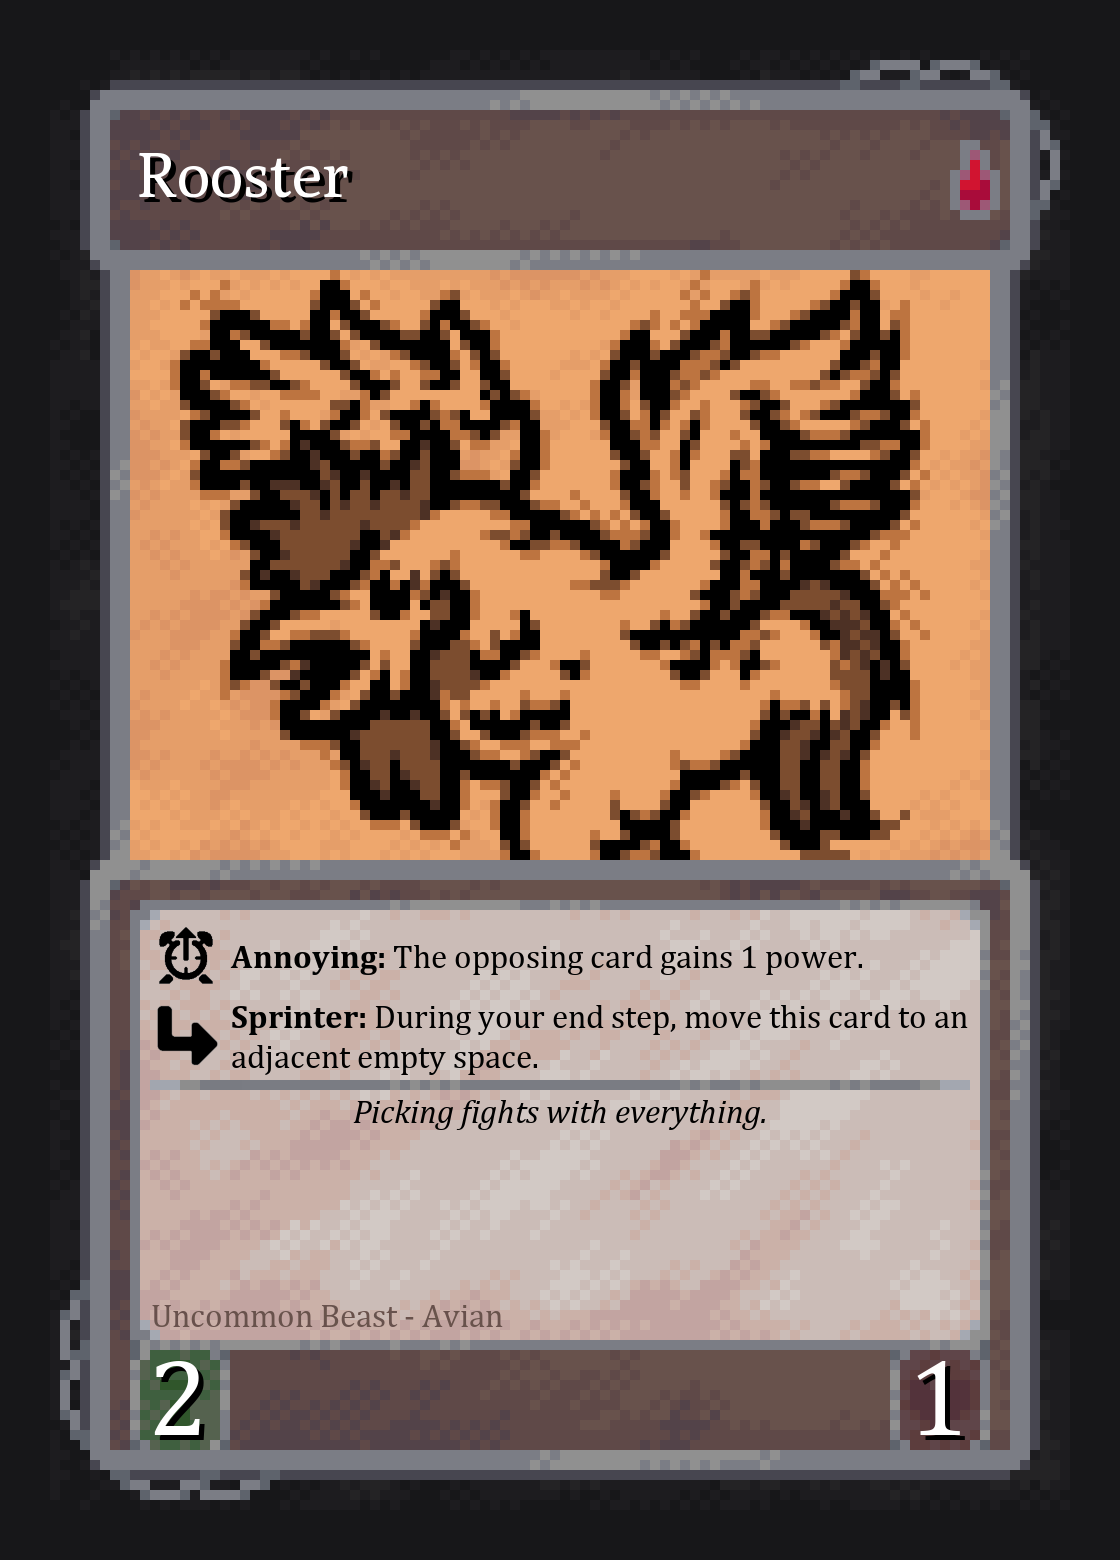 Rooster
Annoying: The opposing card gains 1 power.
Sprinter: During your end step, move this card to an
adjacent empty space.
Picking fights with everything.
Uncommon Beast - Avian
2
1